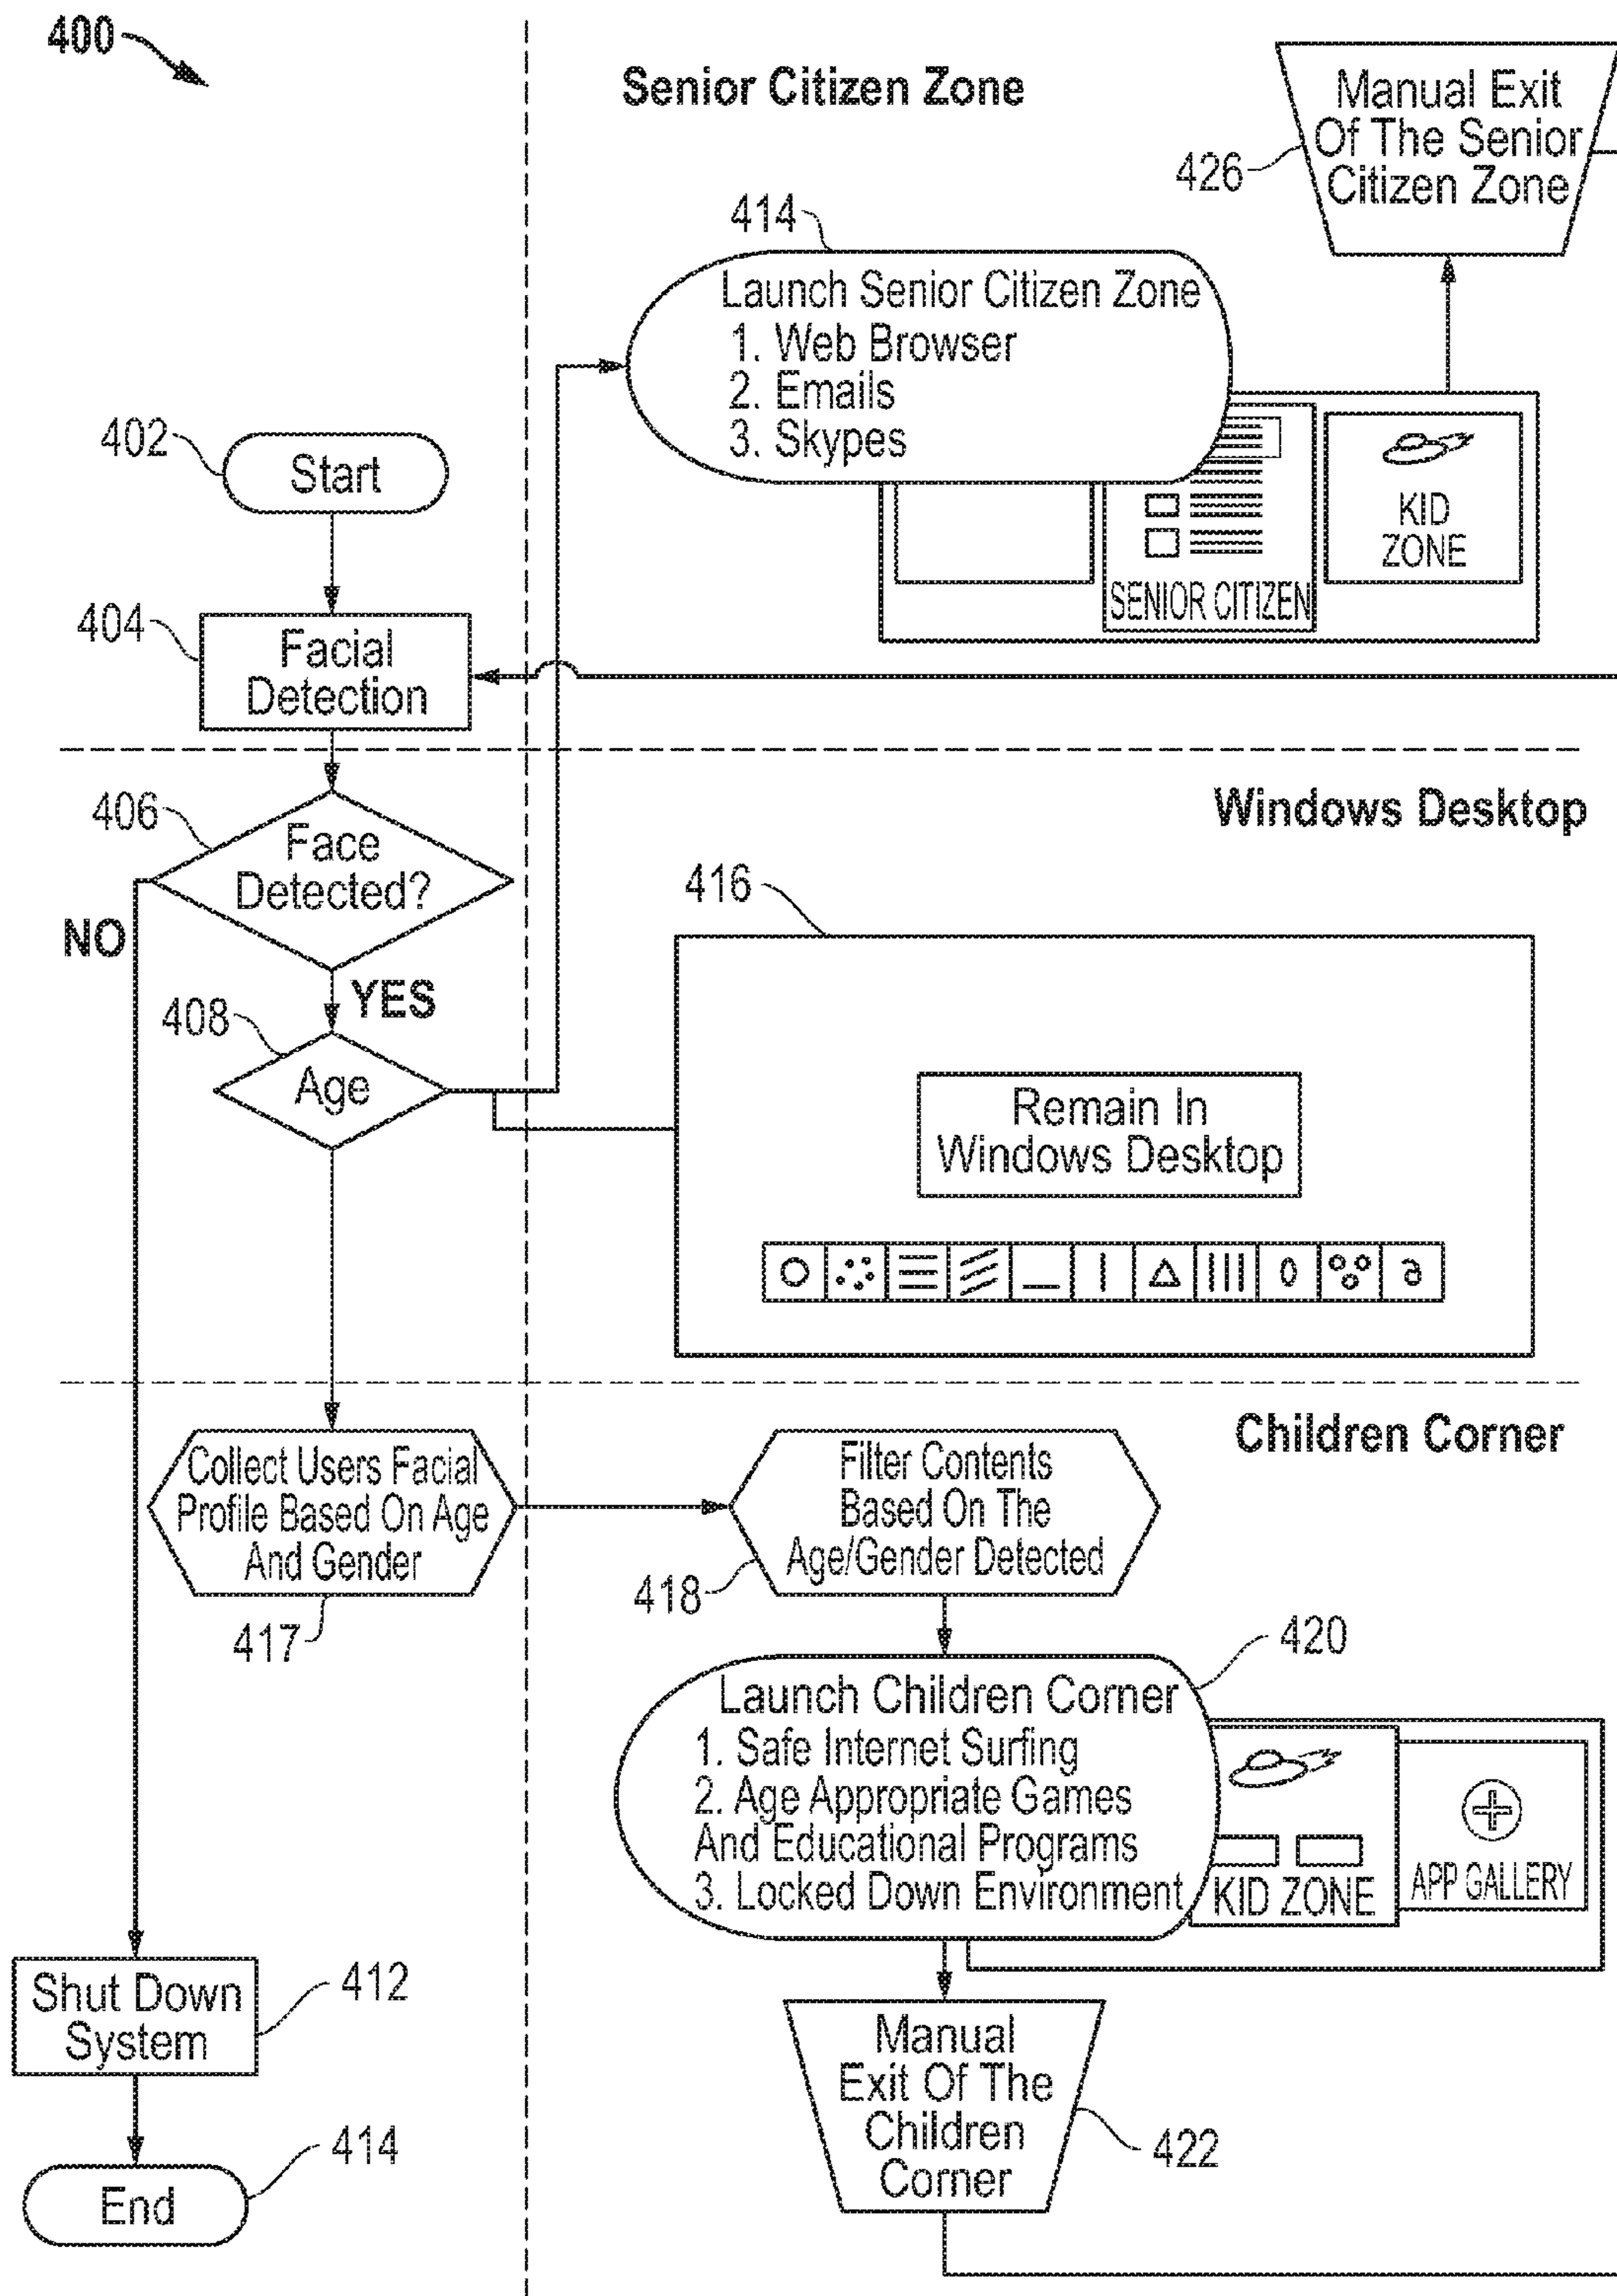 400
Senior Citizen Zone
Manual Exit
Of The Senior
Citizen Zone
426
414
Launch Senior Citizen Zone
1. Web Browser
2. Emails
3. Skypes
402
Start
KID
ZONE
SENIOR CITIZEN
404
Facial
Detection
Windows Desktop
406
Face
Detected?
NO
YES
416
408
Age
Remain In
Windows Desktop
Children Corner
Collect Users Facial
Profile Based On Age
And Gender
417
Filter Contents
Based On The
Age/Gender Detected
418
420
Launch Children Corner
1. Safe Internet Surfing
2. Age Appropriate Games
And Educational Programs
3. Locked Down Environment
KID ZONE
APP GALLERY
Shut Down
System
412
Manual
Exit Of The
Children
Corner
422
End
414